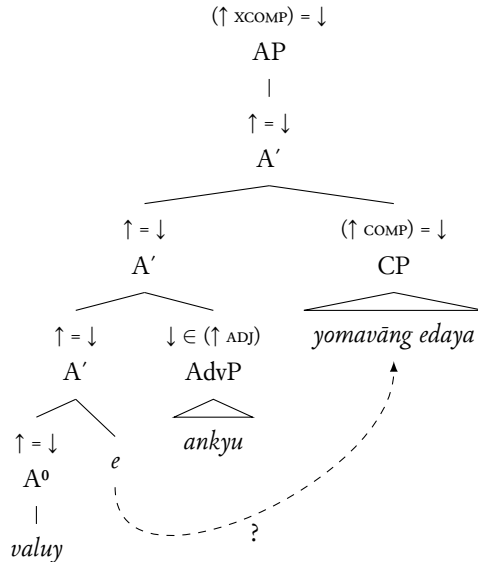 (↑ XCOMP) = ↓
AP
↑ = ↓
A′
↑ = ↓ (↑ COMP) = ↓
A′ CP
↑ = ↓ ↓ ∈ (↑ ADJ) yomavāng edaya
A′ AdvP
↑ = ↓ e ankyu
A⁰
?
valuy